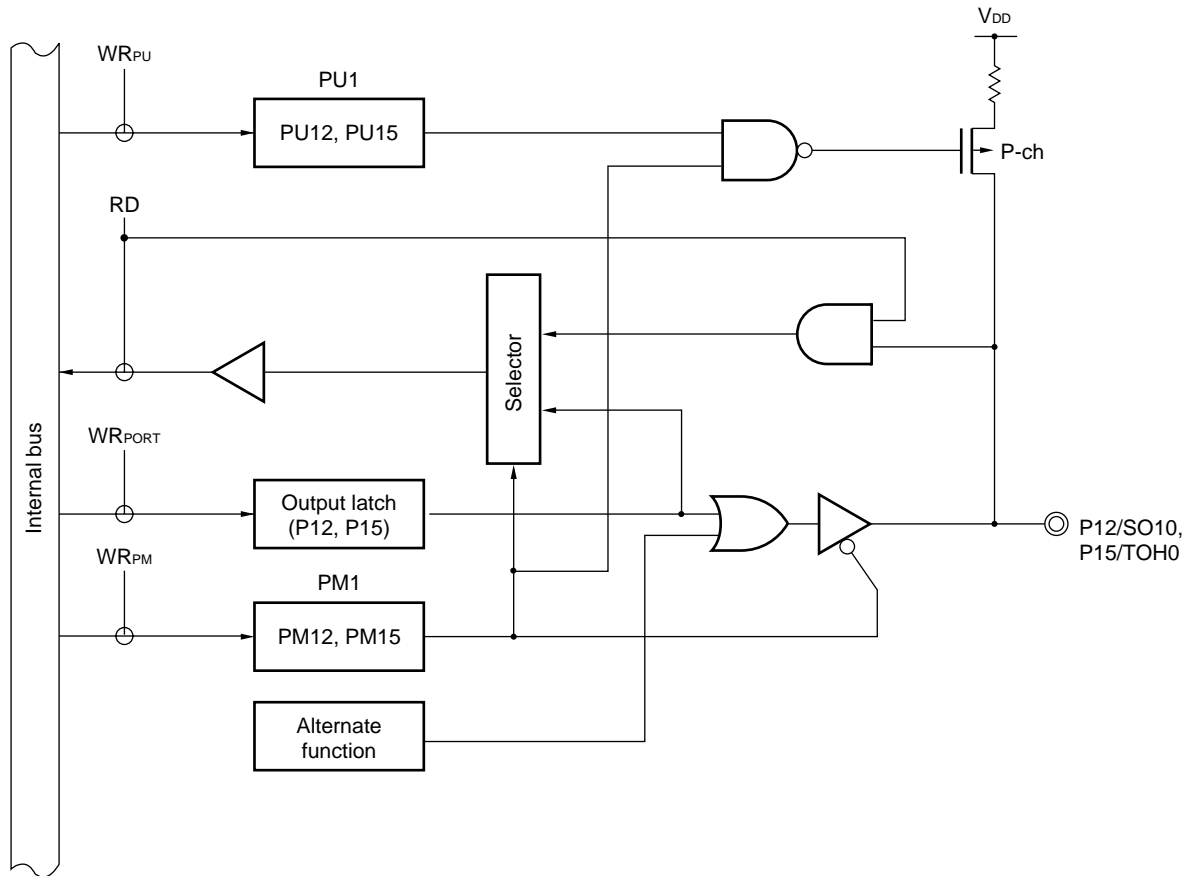 VDD
WRPU
PU1
PU12, PU15
P-ch
RD
Selector
WRPORT
Internal bus
Output latch
(P12, P15)
P12/SO10,
P15/TOH0
WRPM
PM1
PM12, PM15
Alternate
function